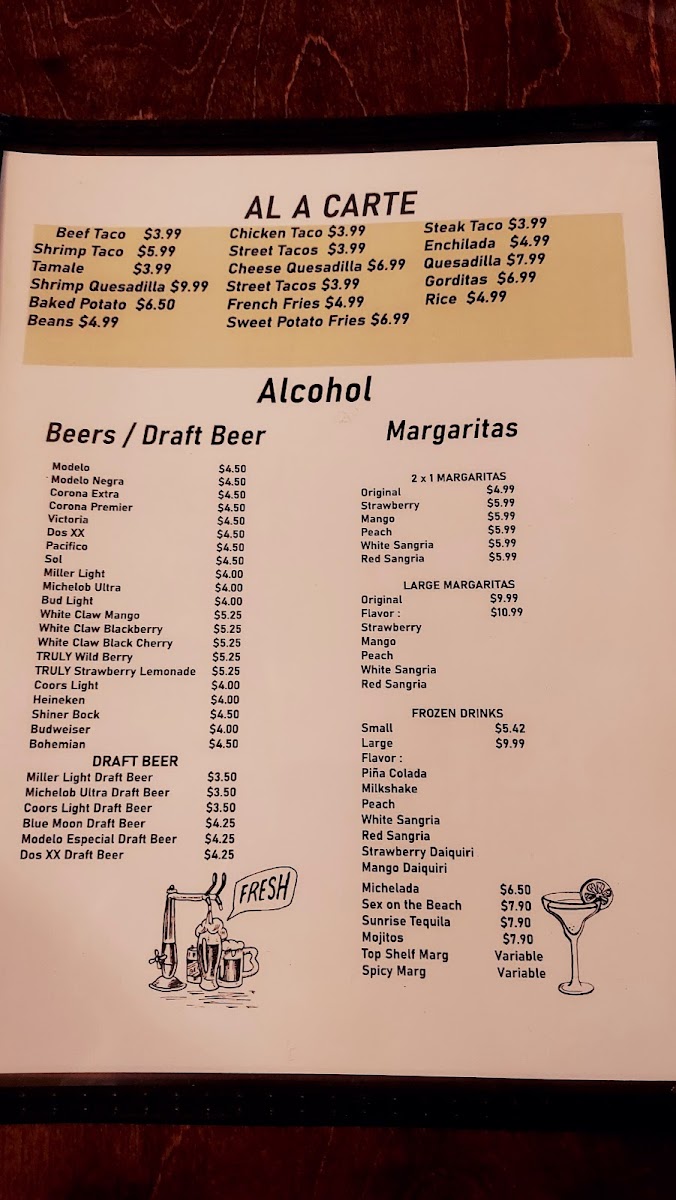 AL A CARTE
Beef Taco $3.99
Shrimp Taco $5.99
Tamale $3.99
Shrimp Quesadilla $9.99
Baked Potato $6.50
Beans $4.99
Chicken Taco $3.99
Street Tacos $3.99
Cheese Quesadilla $6.99
Street Tacos $3.99
French Fries $4.99
Sweet Potato Fries $6.99
Steak Taco $3.99
Enchilada $4.99
Quesadilla $7.99
Gorditas $6.99
Rice $4.99
Alcohol
Beers / Draft Beer
Modelo $4.50
Modelo Negra $4.50
Corona Extra $4.50
Corona Premier $4.50
Victoria $4.50
Dos XX $4.50
Pacifico $4.50
Sol $4.50
Miller Light $4.00
Michelob Ultra $4.00
Bud Light $4.00
White Claw Mango $5.25
White Claw Blackberry $5.25
White Claw Black Cherry $5.25
TRULY Wild Berry $5.25
TRULY Strawberry Lemonade $5.25
Coors Light $4.00
Heineken $4.00
Shiner Bock $4.50
Budweiser $4.00
Bohemian $4.50
DRAFT BEER
Miller Light Draft Beer $3.50
Michelob Ultra Draft Beer $3.50
Coors Light Draft Beer $3.50
Blue Moon Draft Beer $4.25
Modelo Especial Draft Beer $4.25
Dos XX Draft Beer $4.25
FRESH
Margaritas
2 x 1 MARGARITAS
Original $4.99
Strawberry $5.99
Mango $5.99
Peach $5.99
White Sangria $5.99
Red Sangria $5.99
LARGE MARGARITAS
Original $9.99
Flavor : $10.99
Strawberry
Mango
Peach
White Sangria
Red Sangria
FROZEN DRINKS
Small $5.42
Large $9.99
Flavor :
Piña Colada
Milkshake
Peach
White Sangria
Red Sangria
Strawberry Daiquiri
Mango Daiquiri
Michelada $6.50
Sex on the Beach $7.90
Sunrise Tequila $7.90
Mojitos $7.90
Top Shelf Marg Variable
Spicy Marg Variable